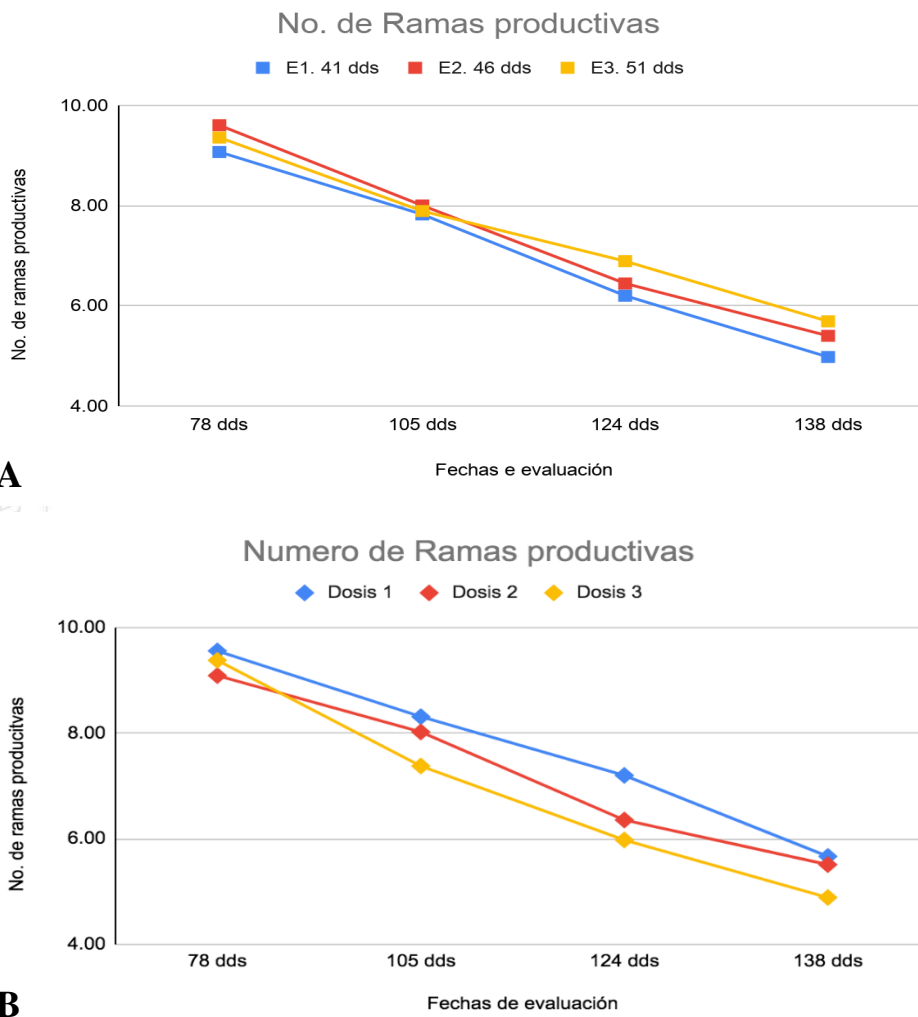 No. de Ramas productivas
E1. 41 dds E2. 46 dds E3. 51 dds
10.00
8.00
6.00
4.00
No. de ramas productivas
78 dds 105 dds 124 dds 138 dds
Fechas e evaluación
A
Numero de Ramas productivas
Dosis 1 Dosis 2 Dosis 3
10.00
8.00
6.00
4.00
No. de ramas producitvas
78 dds 105 dds 124 dds 138 dds
Fechas de evaluación
B